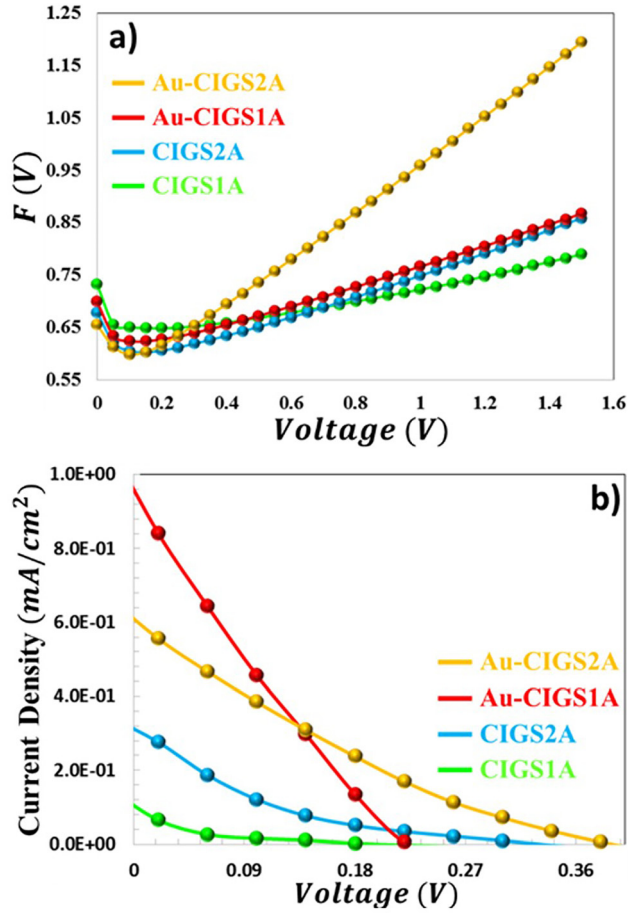 a)
1.25
1.15
1.05
0.95
0.85
0.75
0.65
0.55
F (V)
Au-CIGS2A
Au-CIGS1A
CIGS2A
CIGS1A
0 0.2 0.4 0.6 0.8 1 1.2 1.4 1.6
Voltage (V)
b)
1.0E+00
8.0E-01
6.0E-01
4.0E-01
2.0E-01
0.0E+00
Current Density (mA/cm²)
Au-CIGS2A
Au-CIGS1A
CIGS2A
CIGS1A
0 0.09 0.18 0.27 0.36
Voltage (V)